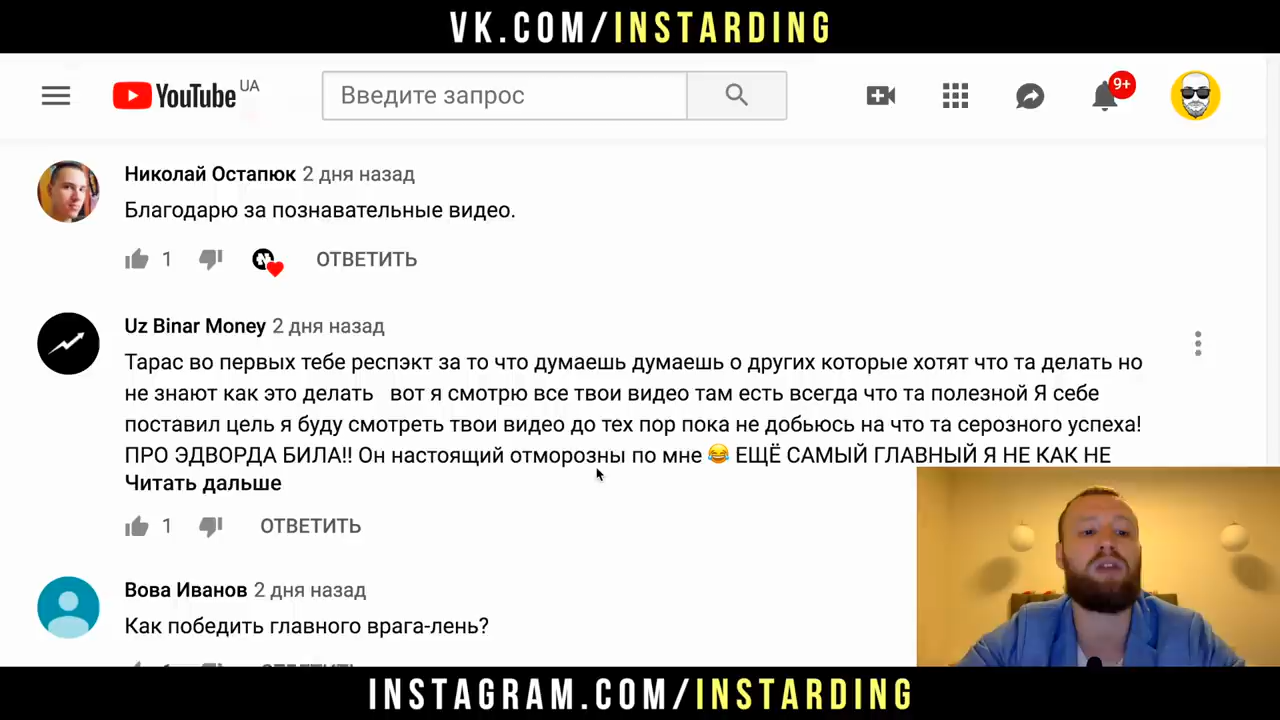 VK.COM/INSTARDING
YouTube UA
Введите запрос
9+
Николай Остапюк 2 дня назад
Благодарю за познавательные видео.
1 ОТВЕТИТЬ
Uz Binar Money 2 дня назад
Тарас во первых тебе респэкт за то что думаешь думаешь о других которые хотят что та делать но
не знают как это делать вот я смотрю все твои видео там есть всегда что та полезной Я себе
поставил цель я буду смотреть твои видео до тех пор пока не добьюсь на что та серозного успеха!
ПРО ЭДВОРДА БИЛА!! Он настоящий отморозны по мне 😂 ЕЩЁ САМЫЙ ГЛАВНЫЙ Я НЕ КАК НЕ
Читать дальше
1 ОТВЕТИТЬ
Вова Иванов 2 дня назад
Как победить главного врага-лень?
INSTAGRAM.COM/INSTARDING